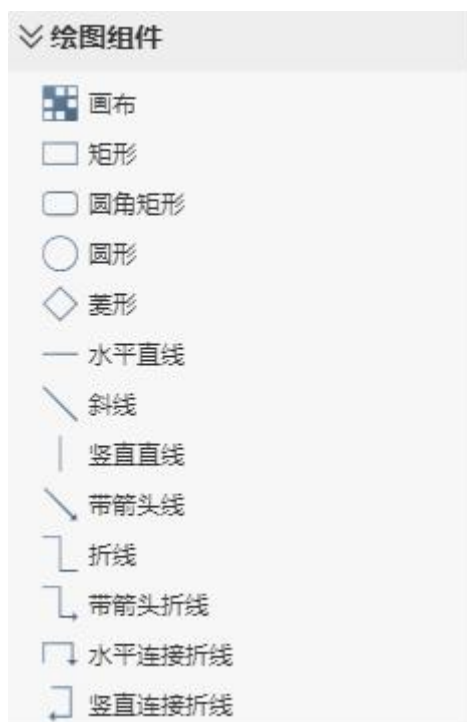 绘图组件
画布
矩形
圆角矩形
圆形
菱形
水平直线
斜线
竖直直线
带箭头线
折线
带箭头折线
水平连接折线
竖直连接折线